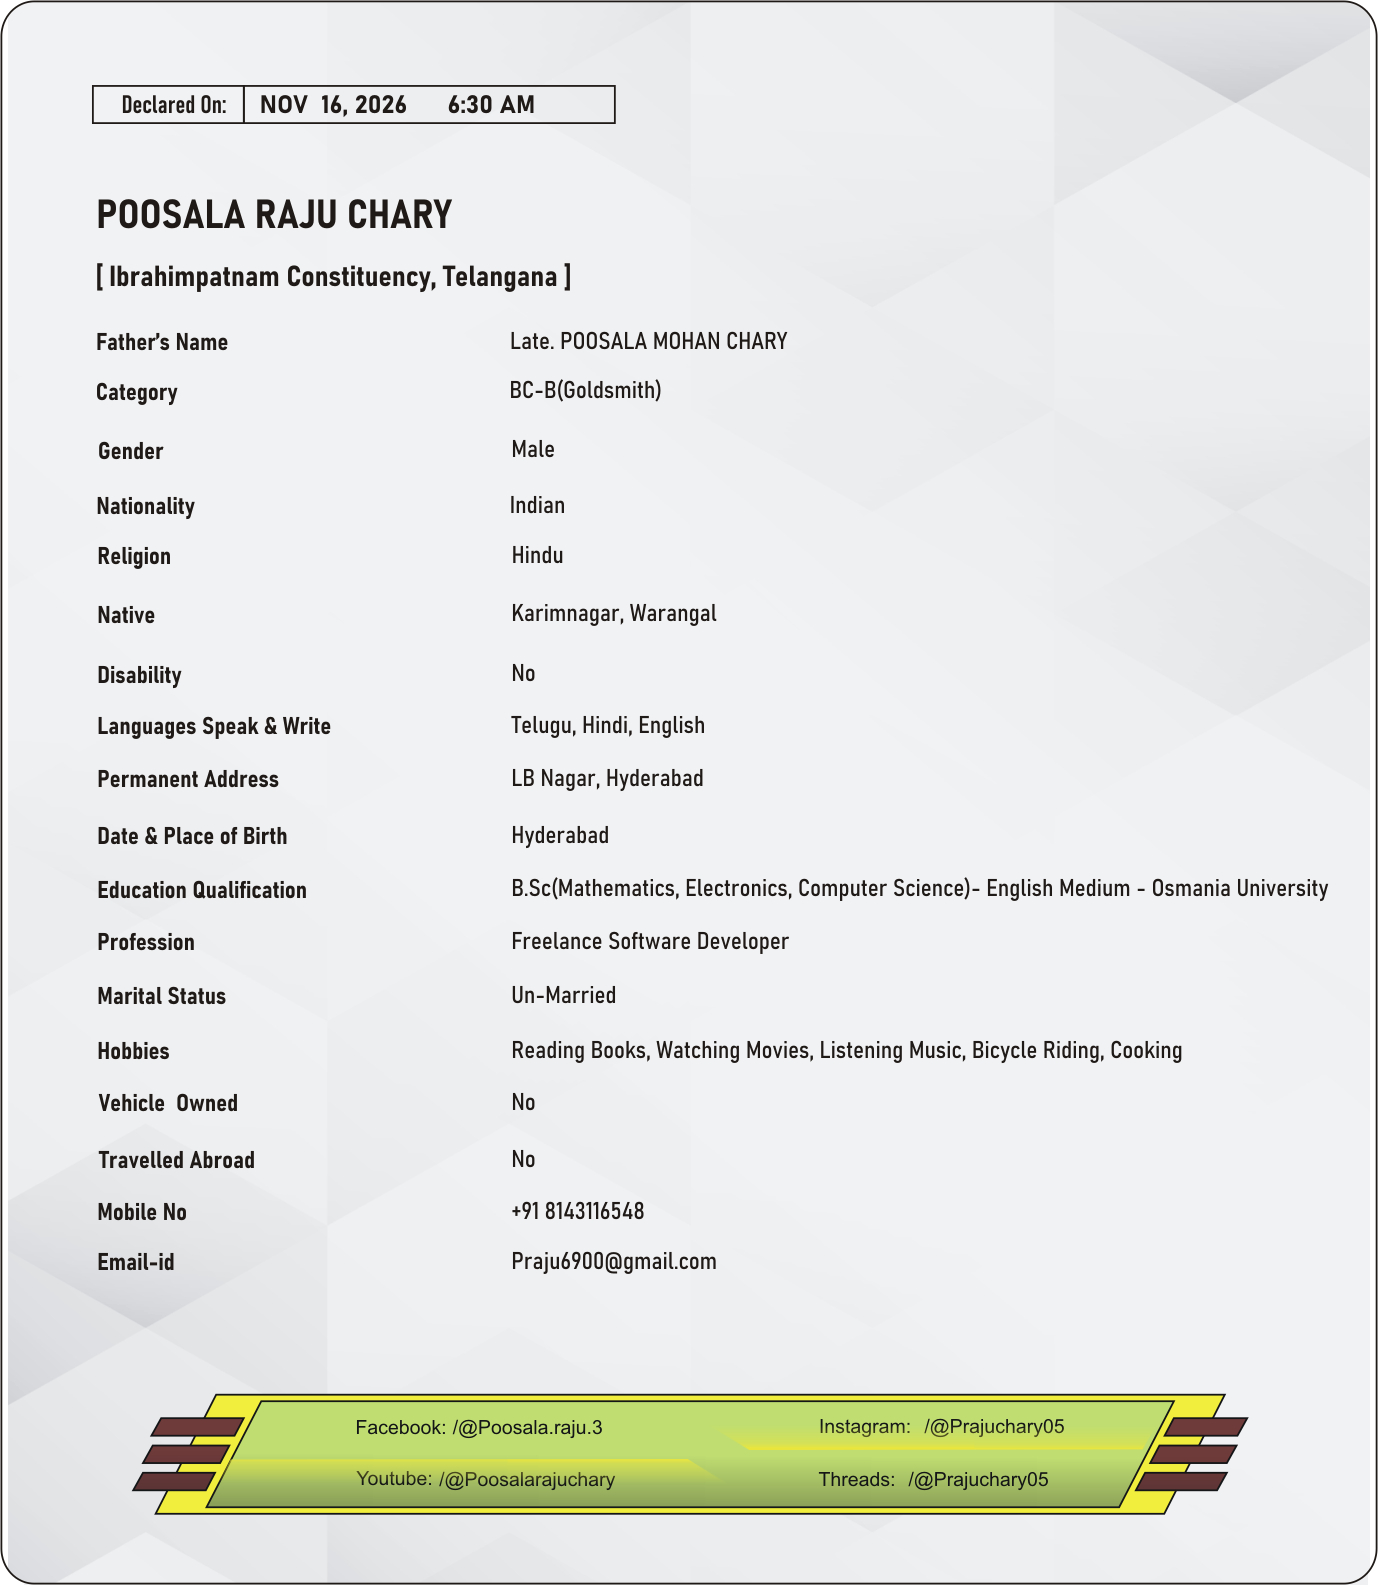 Declared On: NOV 16, 2026 6:30 AM
POOSALA RAJU CHARY
[ Ibrahimpatnam Constituency, Telangana ]
Father's Name Late. POOSALA MOHAN CHARY
Category BC-B(Goldsmith)
Gender Male
Nationality Indian
Religion Hindu
Native Karimnagar, Warangal
Disability No
Languages Speak & Write Telugu, Hindi, English
Permanent Address LB Nagar, Hyderabad
Date & Place of Birth Hyderabad
Education Qualification B.Sc(Mathematics, Electronics, Computer Science)- English Medium - Osmania University
Profession Freelance Software Developer
Marital Status Un-Married
Hobbies Reading Books, Watching Movies, Listening Music, Bicycle Riding, Cooking
Vehicle Owned No
Travelled Abroad No
Mobile No +91 8143116548
Email-id Praju6900@gmail.com
Facebook: /@Poosala.raju.3 Instagram: /@Prajuchary05
Youtube: /@Poosalarajuchary Threads: /@Prajuchary05